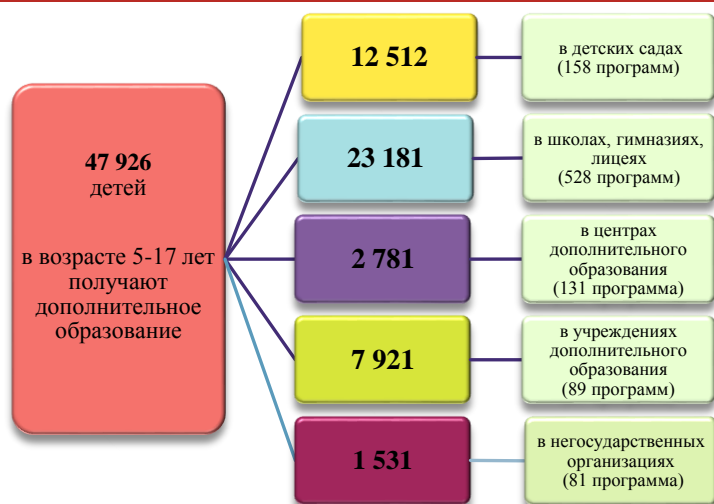 47 926
детей
в возрасте 5-17 лет
получают
дополнительное
образование
12 512
в детских садах
(158 программ)
23 181
в школах, гимназиях,
лицеях
(528 программ)
2 781
в центрах
дополнительного
образования
(131 программа)
7 921
в учреждениях
дополнительного
образования
(89 программ)
1 531
в негосударственных
организациях
(81 программа)